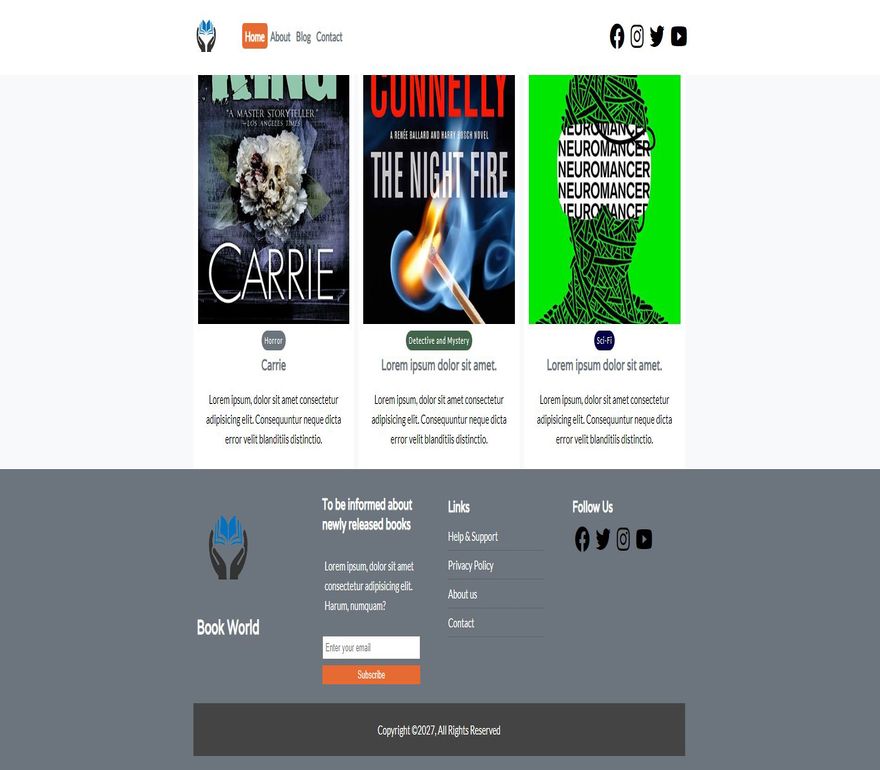 Home About Blog Contact
KING
"A MASTER STORYTELLER."
—LOS ANGELES TIMES
CARRIE
CONNELLY
A RENÉE BALLARD AND HARRY BOSCH NOVEL
THE NIGHT FIRE
NEUROMANCER
NEUROMANCER
NEUROMANCER
NEUROMANCER
NEUROMANCER
Horror
Carrie
Lorem ipsum, dolor sit amet consectetur
adipisicing elit. Consequuntur neque dicta
error velit blanditiis distinctio.
Detective and Mystery
Lorem ipsum dolor sit amet.
Lorem ipsum, dolor sit amet consectetur
adipisicing elit. Consequuntur neque dicta
error velit blanditiis distinctio.
Sci-Fi
Lorem ipsum dolor sit amet.
Lorem ipsum, dolor sit amet consectetur
adipisicing elit. Consequuntur neque dicta
error velit blanditiis distinctio.
Book World
To be informed about
newly released books
Lorem ipsum, dolor sit amet
consectetur adipisicing elit.
Harum, numquam?
Enter your email
Subscribe
Links
Help & Support
Privacy Policy
About us
Contact
Follow Us
Copyright ©2027, All Rights Reserved